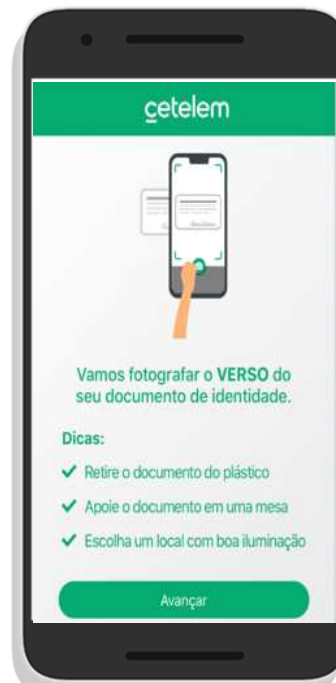 cetelem
Vamos fotografar o VERSO do
seu documento de identidade.
Dicas:
✓ Retire o documento do plástico
✓ Apoie o documento em uma mesa
✓ Escolha um local com boa iluminação
Avançar